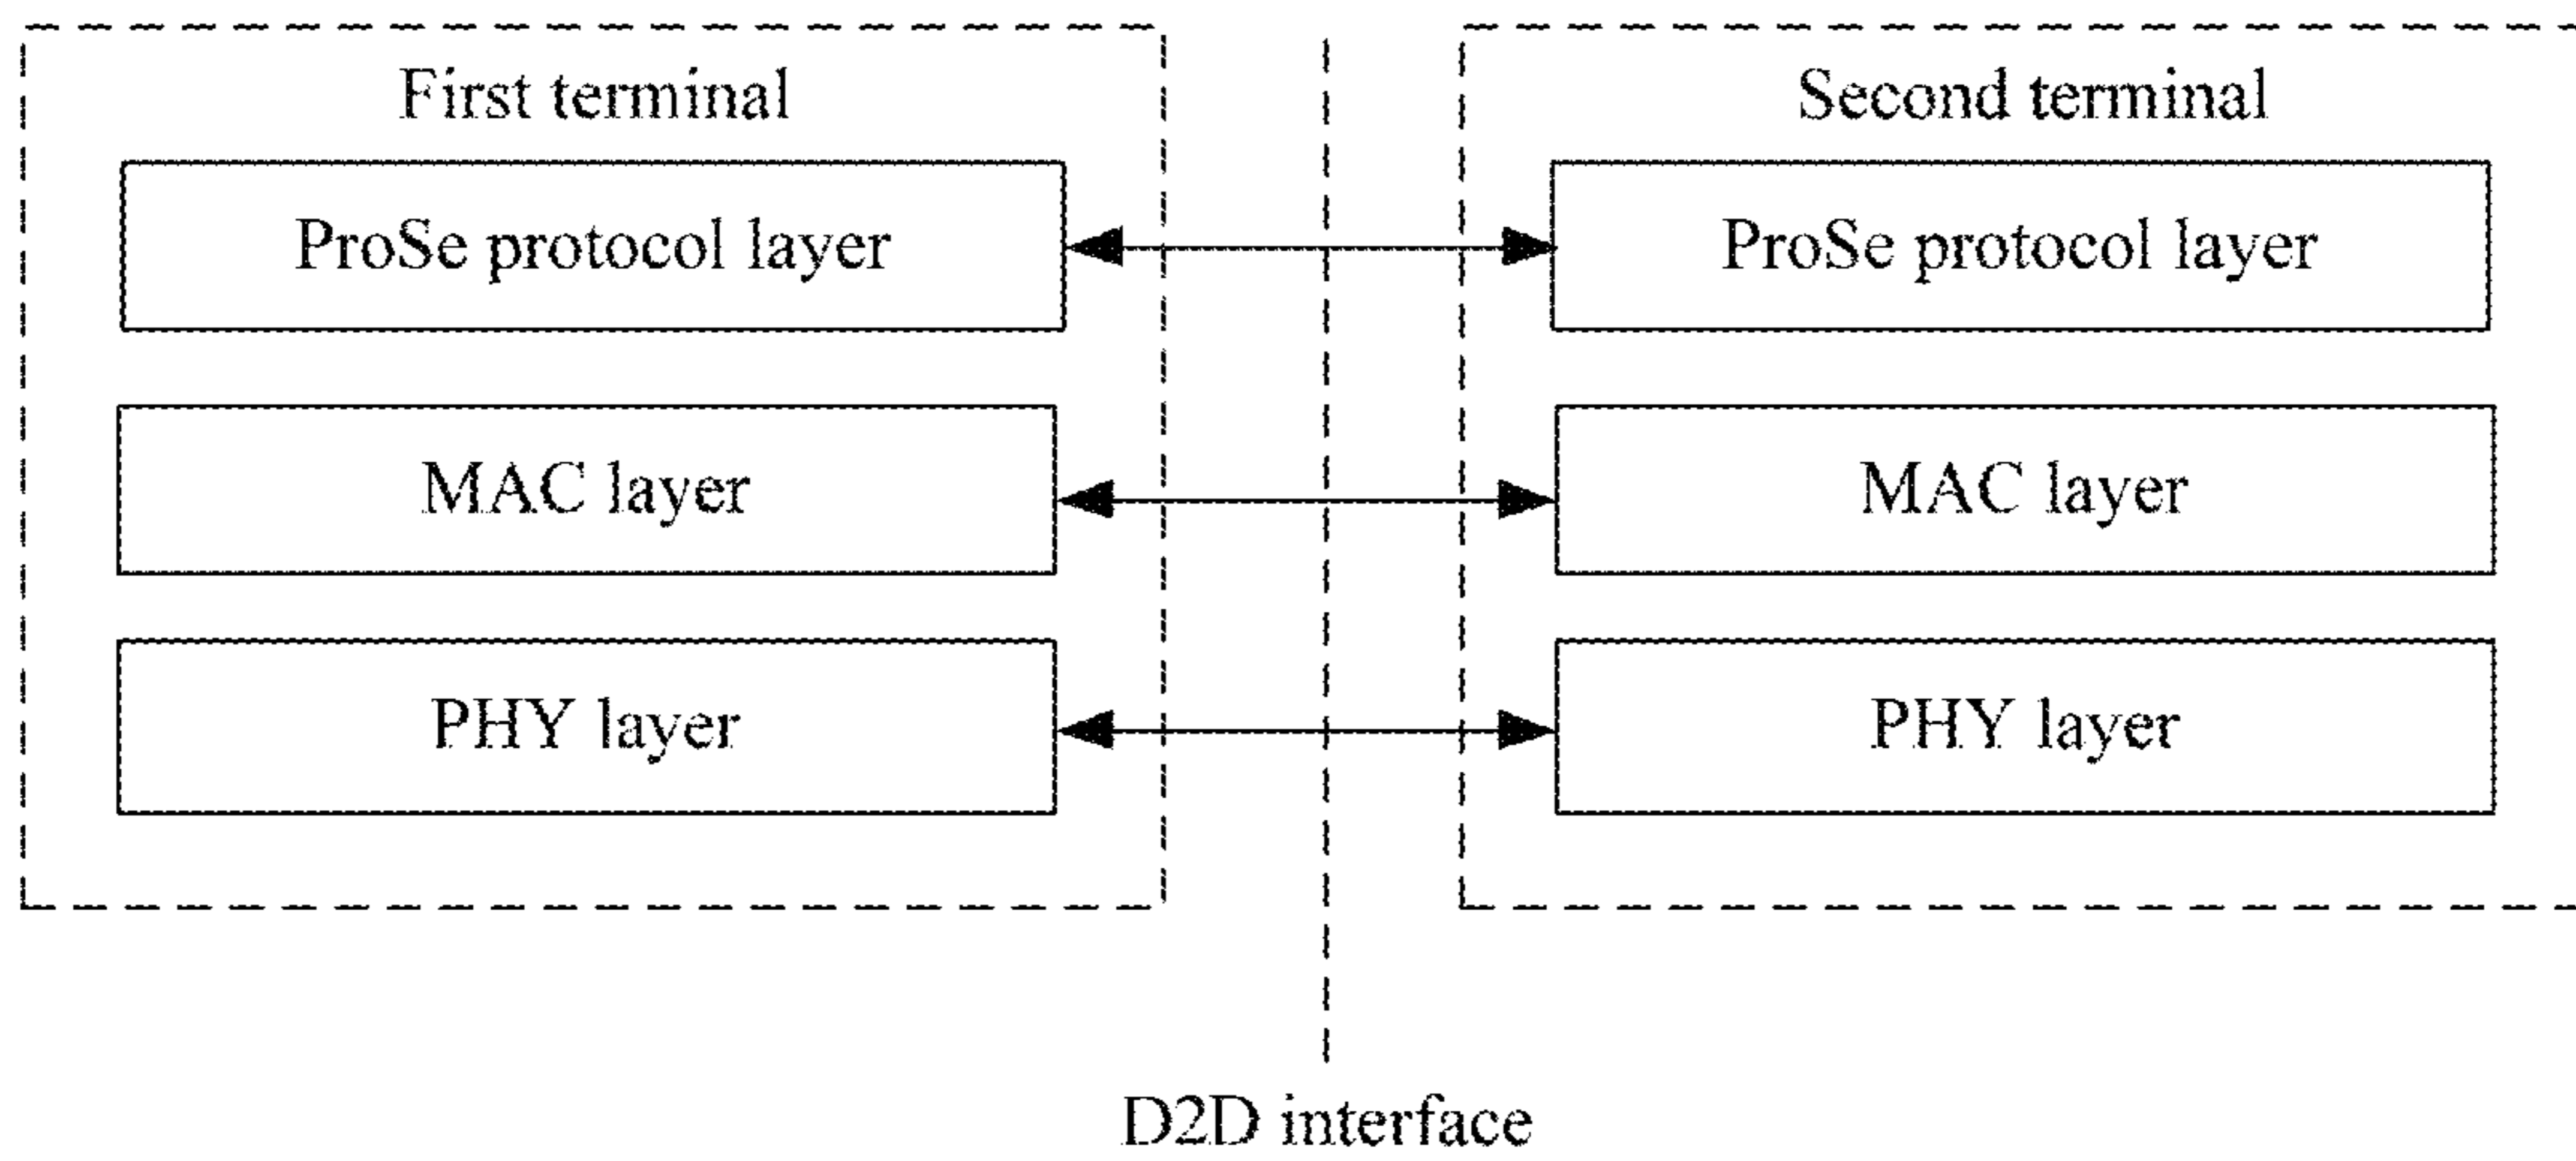 First terminal
Second terminal
ProSe protocol layer
ProSe protocol layer
MAC layer
MAC layer
PHY layer
PHY layer
D2D interface